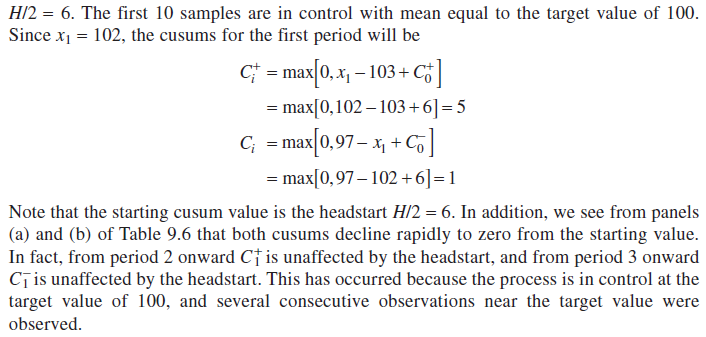 H/2 = 6. The first 10 samples are in control with mean equal to the target value of 100.
Since x₁ = 102, the cusums for the first period will be
C⁺ᵢ = max[0, x₁ – 103 + C⁺₀]
= max[0,102 – 103 + 6] = 5
Cᵢ = max[0,97 – x₁ + C⁻₀]
= max[0,97 – 102 + 6] = 1
Note that the starting cusum value is the headstart H/2 = 6. In addition, we see from panels
(a) and (b) of Table 9.6 that both cusums decline rapidly to zero from the starting value.
In fact, from period 2 onward C⁺₁ is unaffected by the headstart, and from period 3 onward
C⁻₁ is unaffected by the headstart. This has occurred because the process is in control at the
target value of 100, and several consecutive observations near the target value were
observed.